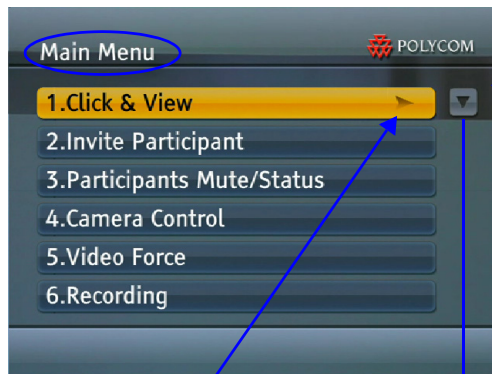 Main Menu
POLYCOM
1.Click & View
2.Invite Participant
3.Participants Mute/Status
4.Camera Control
5.Video Force
6.Recording